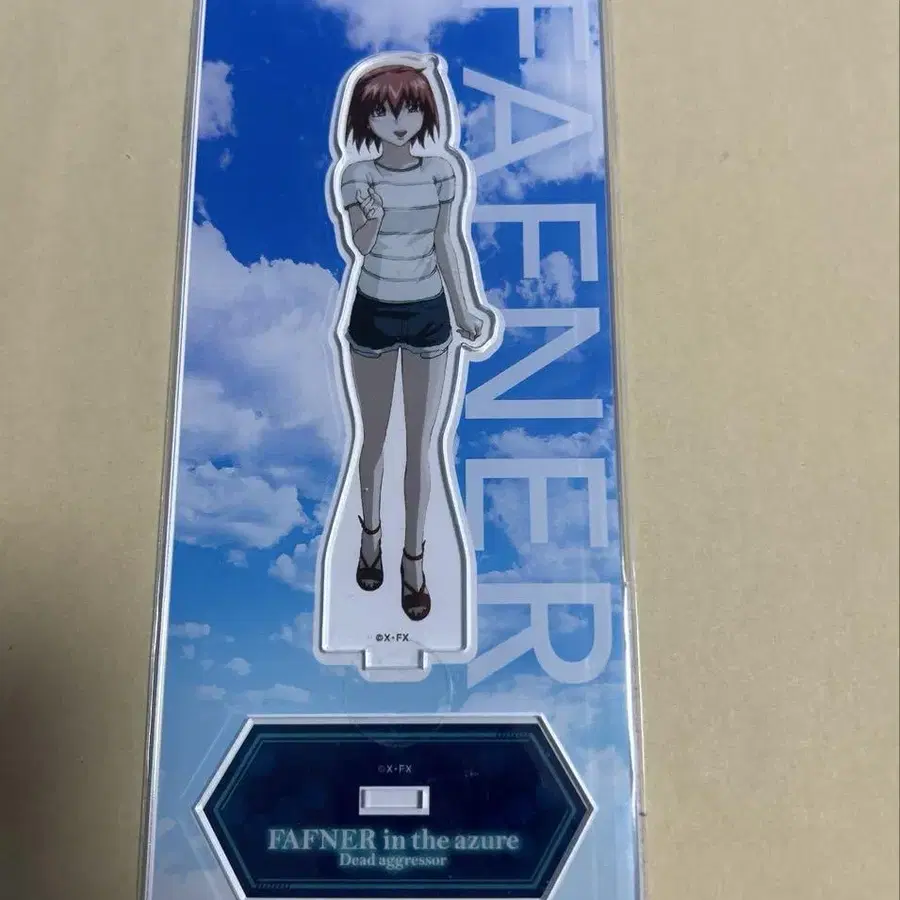 FAFNER
©X・FX
©X・FX
FAFNER in the azure
Dead aggressor